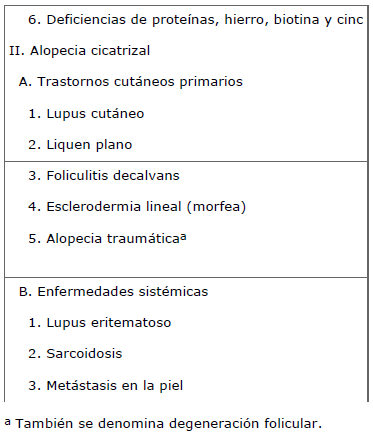 6. Deficiencias de proteínas, hierro, biotina y cinc
II. Alopecia cicatrizal
A. Trastornos cutáneos primarios
1. Lupus cutáneo
2. Liquen plano
3. Foliculitis decalvans
4. Esclerodermia lineal (morfea)
5. Alopecia traumáticaª
B. Enfermedades sistémicas
1. Lupus eritematoso
2. Sarcoidosis
3. Metástasis en la piel
ª También se denomina degeneración folicular.